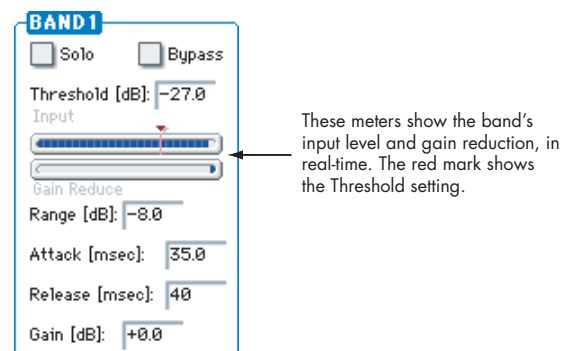 BAND1
Solo Bypass
Threshold [dB]: -27.0
Input
Gain Reduce
Range [dB]: -8.0
Attack [msec]: 35.0
Release [msec]: 40
Gain [dB]: +0.0
These meters show the band's
input level and gain reduction, in
real-time. The red mark shows
the Threshold setting.